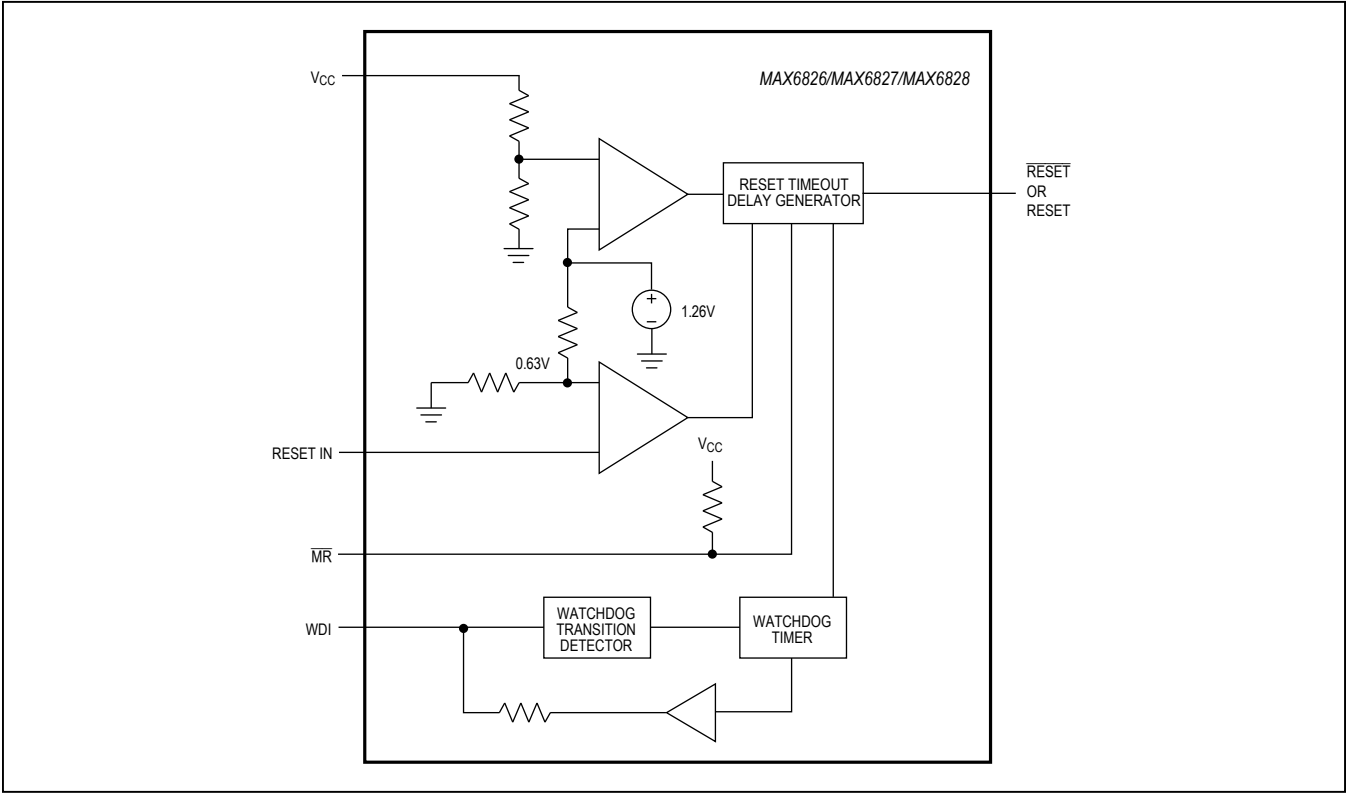 MAX6826/MAX6827/MAX6828
VCC
RESET TIMEOUT
DELAY GENERATOR
RESET
OR
RESET
+
−
1.26V
0.63V
RESET IN
VCC
MR
WDI
WATCHDOG
TRANSITION
DETECTOR
WATCHDOG
TIMER